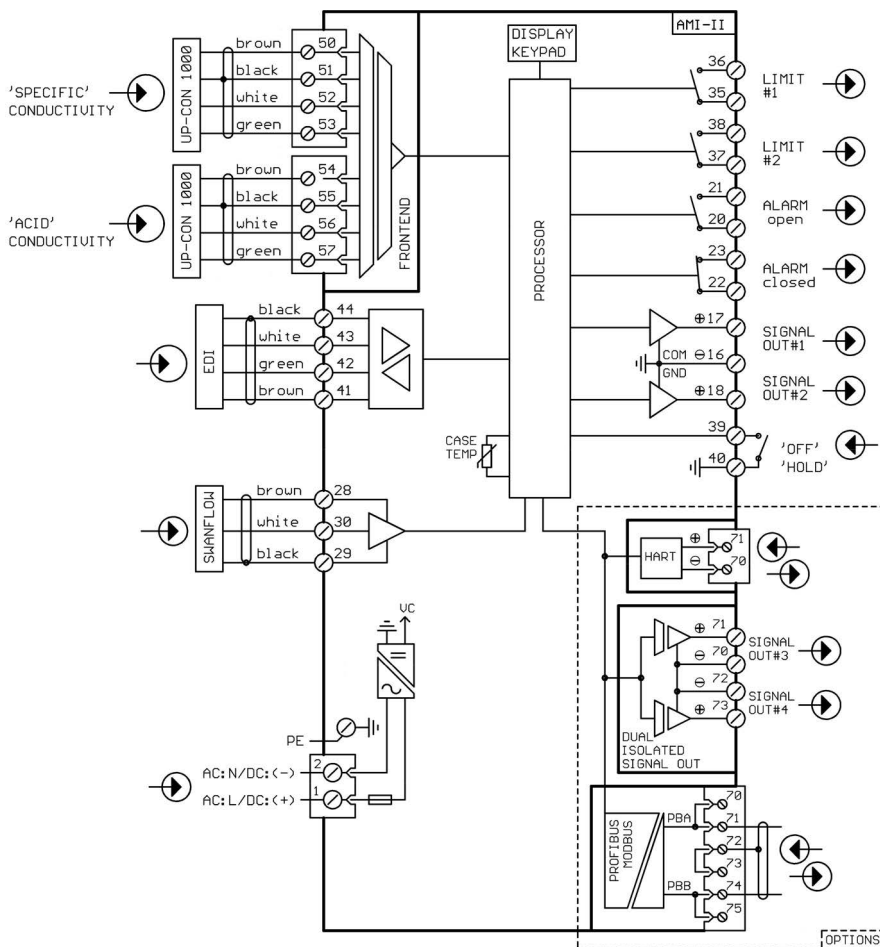 AMI-II
DISPLAY
KEYPAD
'SPECIFIC'
CONDUCTIVITY
UP-CON 1000
brown 50
black 51
white 52
green 53
'ACID'
CONDUCTIVITY
UP-CON 1000
brown 54
black 55
white 56
green 57
FRONTEND
EDI
black 44
white 43
green 42
brown 41
SWANFLOW
brown 28
white 30
black 29
CASE
TEMP
PROCESSOR
36
35
LIMIT
#1
38
37
LIMIT
#2
21
20
ALARM
open
23
22
ALARM
closed
⊕17
SIGNAL
OUT#1
COM ⊖16
GND
⊕18
SIGNAL
OUT#2
39
40
'OFF'
'HOLD'
VC
=
~
PE
AC:N/DC:(-) 2
AC:L/DC:(+) 1
HART
⊕ 71
⊖ 70
⊕ 71
⊖ 70
SIGNAL
OUT#3
⊖ 72
⊕ 73
SIGNAL
OUT#4
DUAL
ISOLATED
SIGNAL OUT
PROFIBUS
MODBUS
PBA
PBB
70
71
72
73
74
75
OPTIONS